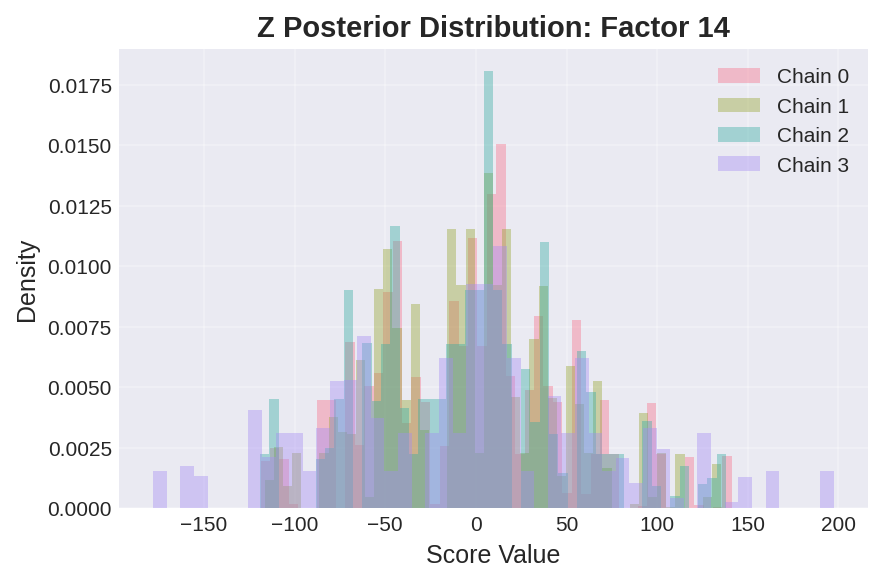 Z Posterior Distribution: Factor 14
Chain 0
Chain 1
Chain 2
Chain 3
Density
0.0175
0.0150
0.0125
0.0100
0.0075
0.0050
0.0025
0.0000
−150 −100 −50 0 50 100 150 200
Score Value